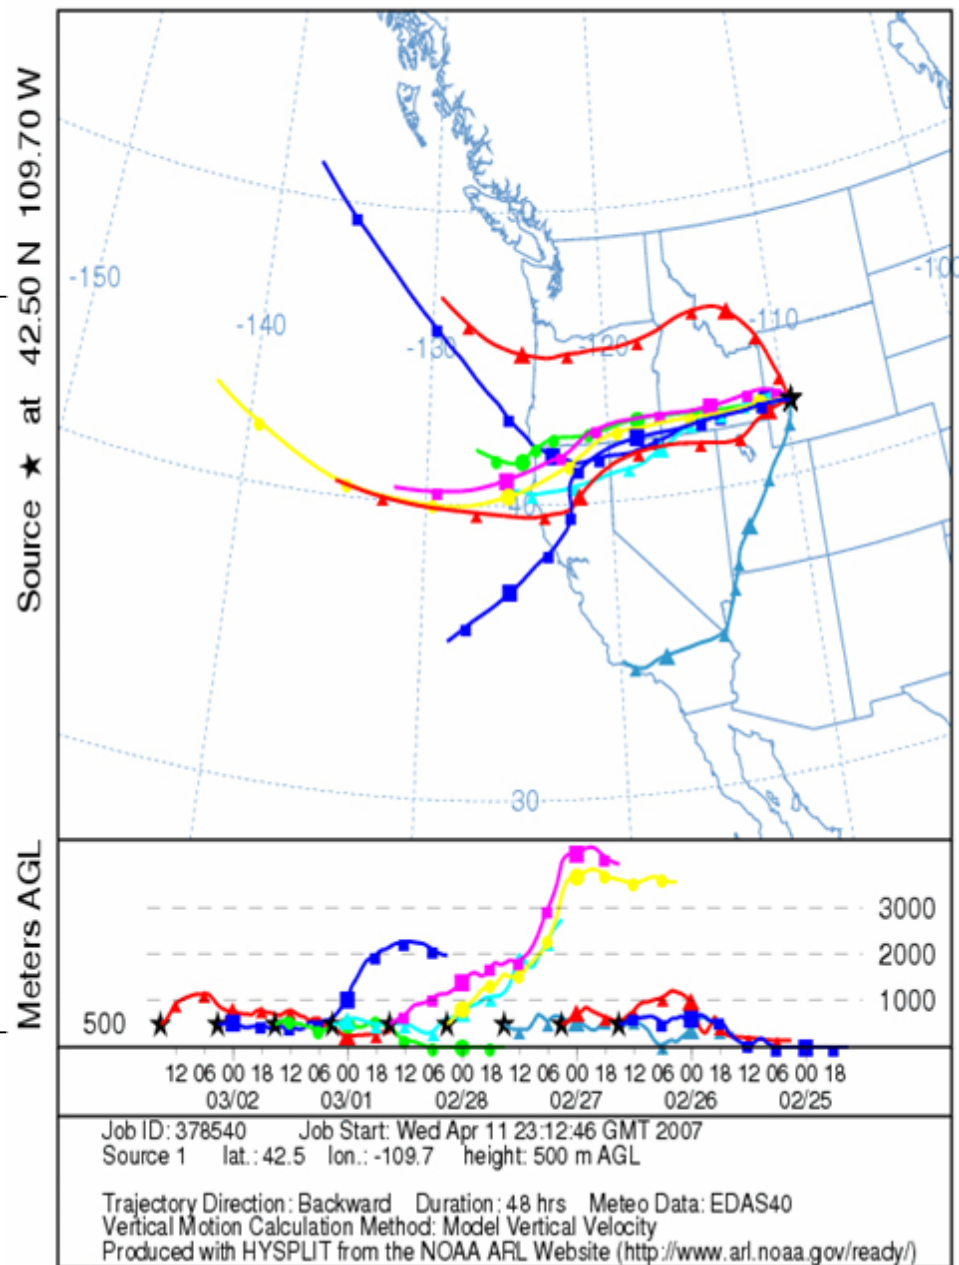 Source ★ at 42.50 N 109.70 W
-150
-140
-130
-120
-110
-100
40
30
Meters AGL
3000
2000
1000
500
12 06 00 18 12 06 00 18 12 06 00 18 12 06 00 18 12 06 00 18 12 06 00 18
03/02 03/01 02/28 02/27 02/26 02/25
Job ID: 378540 Job Start: Wed Apr 11 23:12:46 GMT 2007
Source 1 lat.: 42.5 lon.: -109.7 height: 500 m AGL
Trajectory Direction: Backward Duration: 48 hrs Meteo Data: EDAS40
Vertical Motion Calculation Method: Model Vertical Velocity
Produced with HYSPLIT from the NOAA ARL Website (http://www.arl.noaa.gov/ready/)